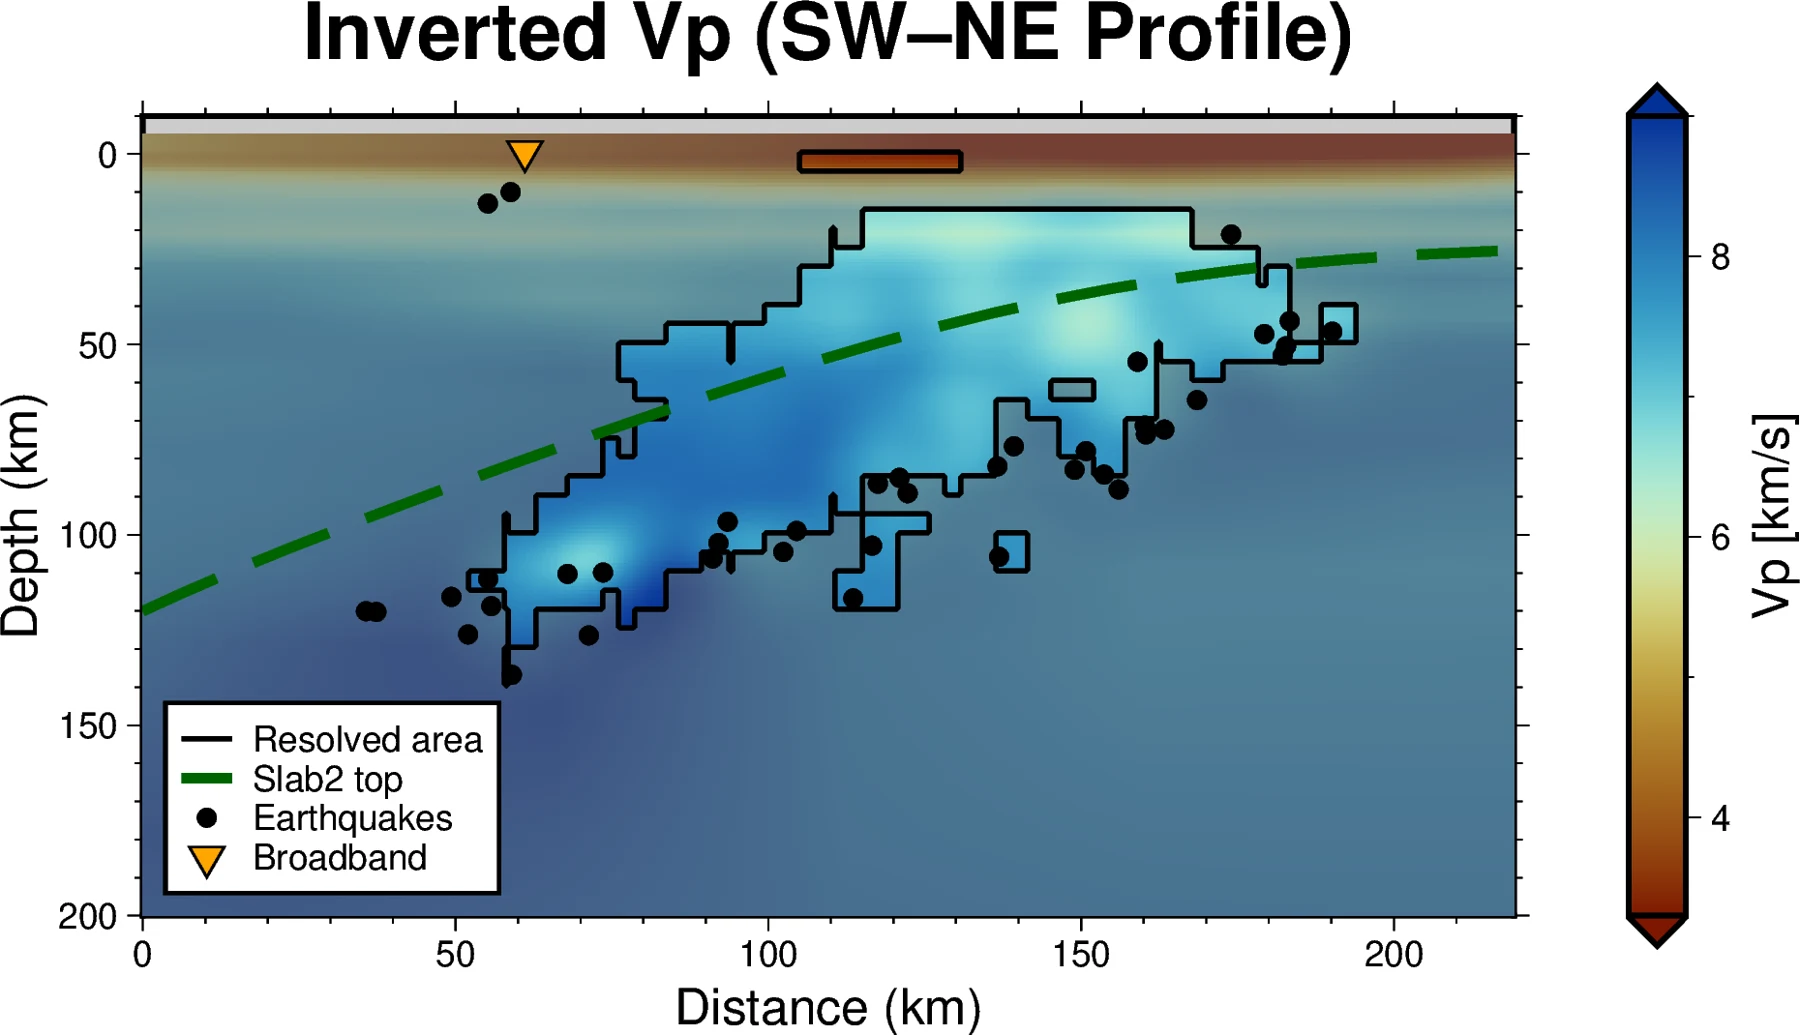 Inverted Vp (SW–NE Profile)
0
50
100
150
200
Depth (km)
Resolved area
Slab2 top
Earthquakes
Broadband
0
50
100
150
200
Distance (km)
8
6
4
Vp [km/s]